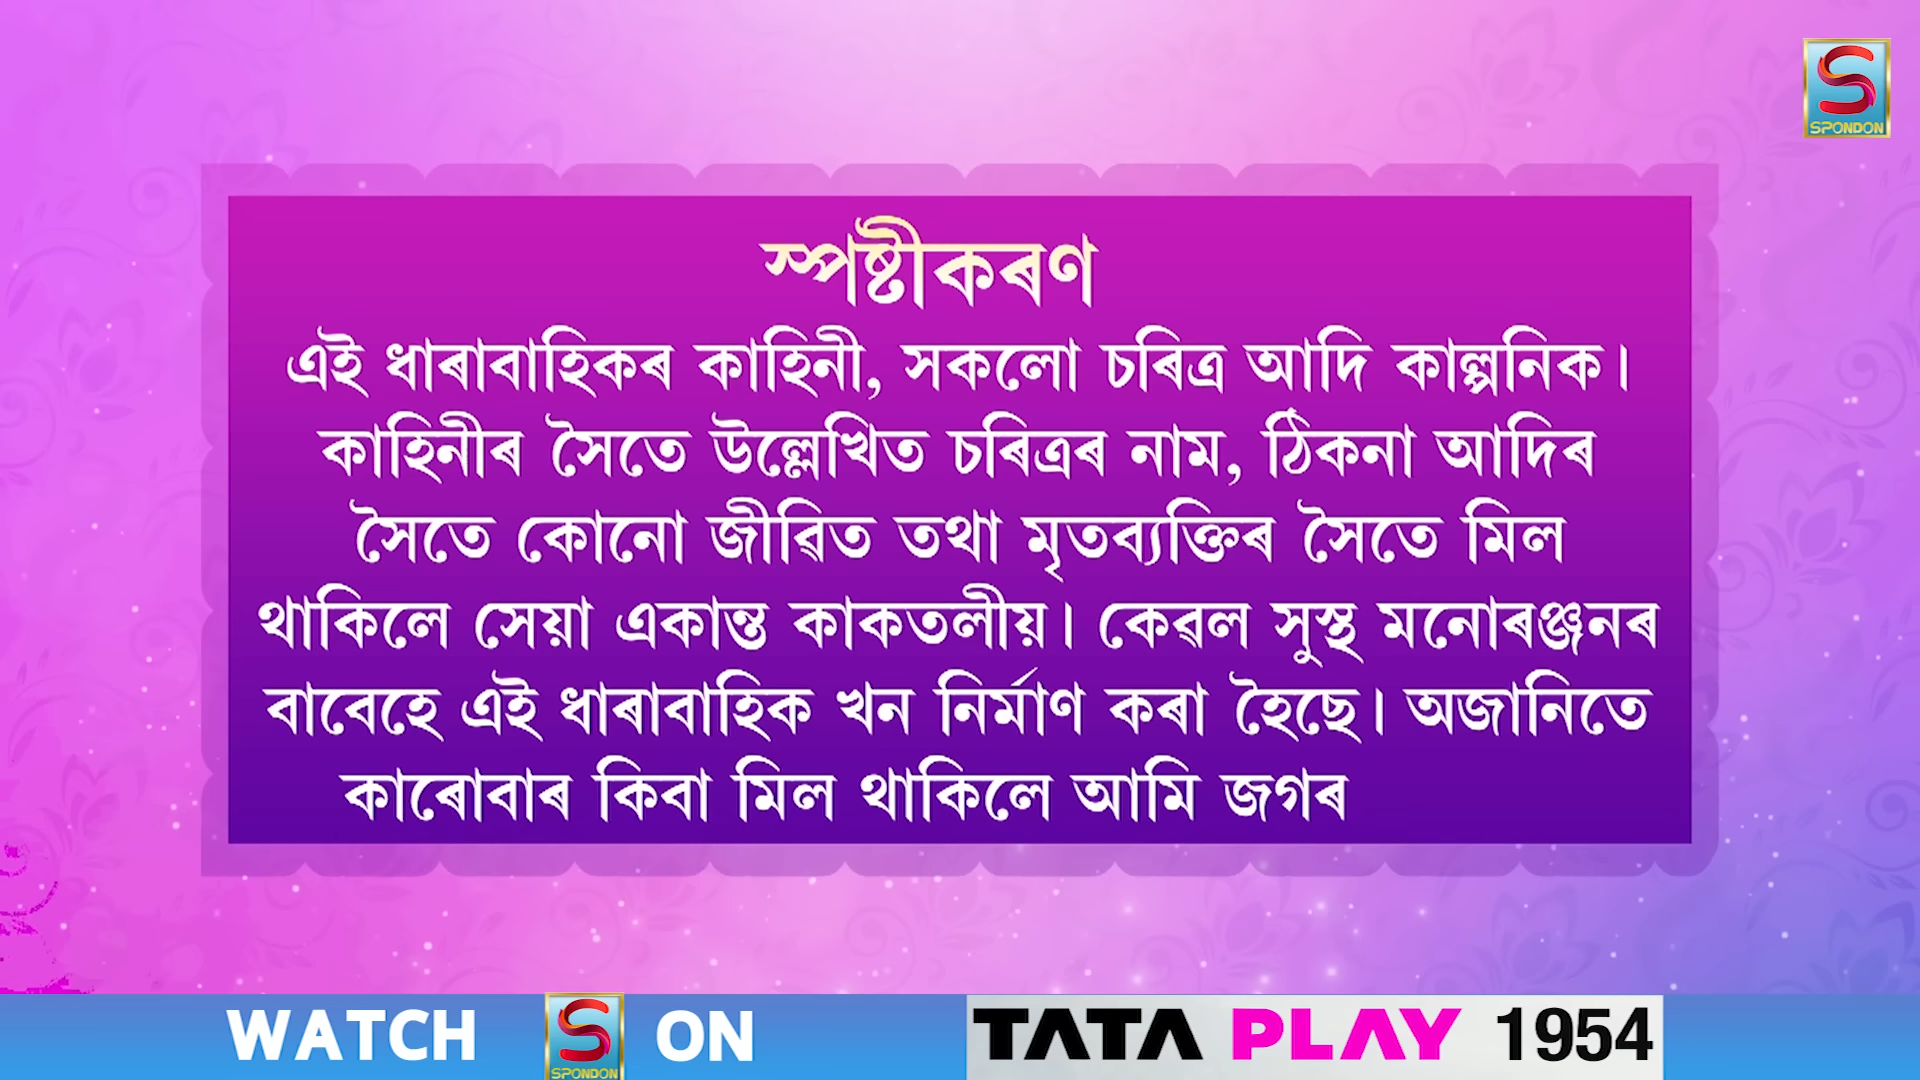 SPONDON
স্পষ্টীকৰণ
এই ধাৰাবাহিকৰ কাহিনী, সকলো চৰিত্ৰ আদি কাল্পনিক।
কাহিনীৰ সৈতে উল্লেখিত চৰিত্ৰৰ নাম, ঠিকনা আদিৰ
সৈতে কোনো জীৱিত তথা মৃতব্যক্তিৰ সৈতে মিল
থাকিলে সেয়া একান্ত কাকতলীয়। কেৱল সুস্থ মনোৰঞ্জনৰ
বাবেহে এই ধাৰাবাহিক খন নিৰ্মাণ কৰা হৈছে। অজানিতে
কাৰোবাৰ কিবা মিল থাকিলে আমি জগৰ
WATCH SPONDON ON TATA PLAY 1954